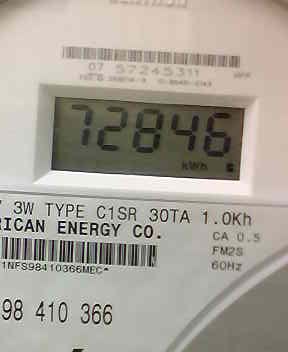 07 57245311
72846
kWh
3W TYPE C1SR 30TA 1.0Kh
RICAN ENERGY CO.
CA 0.5
FM2S
60Hz
1NFS98410366MEC*
98 410 366